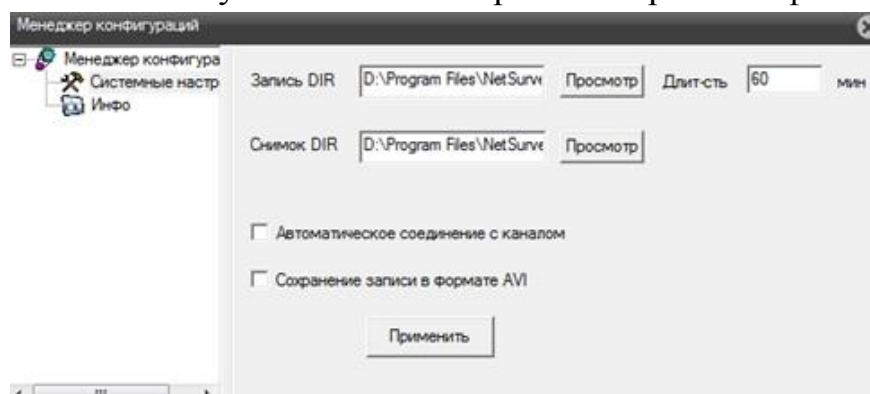 Менеджер конфигураций
Менеджер конфигура
Системные настр
Инфо
Запись DIR D:\Program Files\NetSurve Просмотр Длит-сть 60 мин
Снимок DIR D:\Program Files\NetSurve Просмотр
Автоматическое соединение с каналом
Сохранение записи в формате AVI
Применить